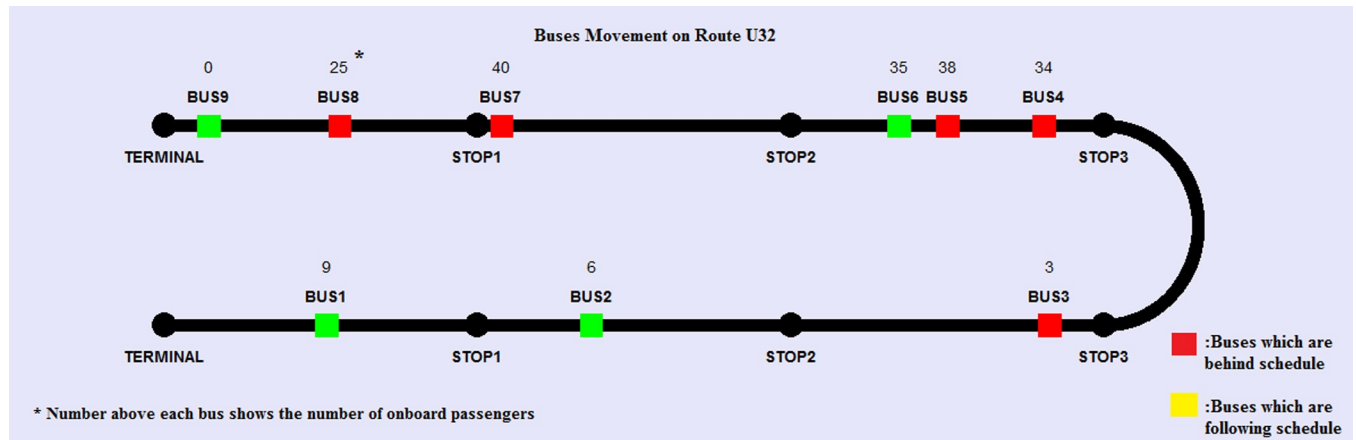 Buses Movement on Route U32
0 25 * 40 35 38 34
BUS9 BUS8 BUS7 BUS6 BUS5 BUS4
TERMINAL STOP1 STOP2 STOP3
9 6 3
BUS1 BUS2 BUS3
TERMINAL STOP1 STOP2 STOP3
:Buses which are
behind schedule
* Number above each bus shows the number of onboard passengers
:Buses which are
following schedule